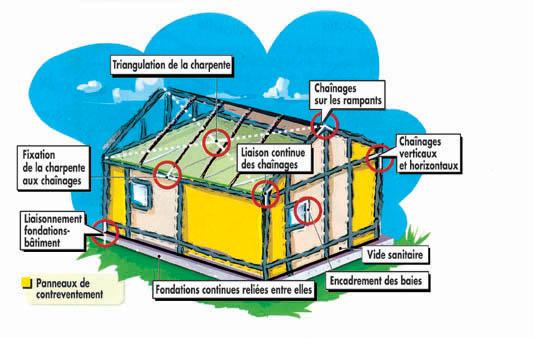 Triangulation de la charpente
Chaînages
sur les rampants
Chaînages
verticaux
et horizontaux
Liaison continue
des chaînages
Fixation
de la charpente
aux chaînages
Liaisonnement
fondations-
bâtiment
Vide sanitaire
Encadrement des baies
Fondations continues reliées entre elles
Panneaux de
contreventement